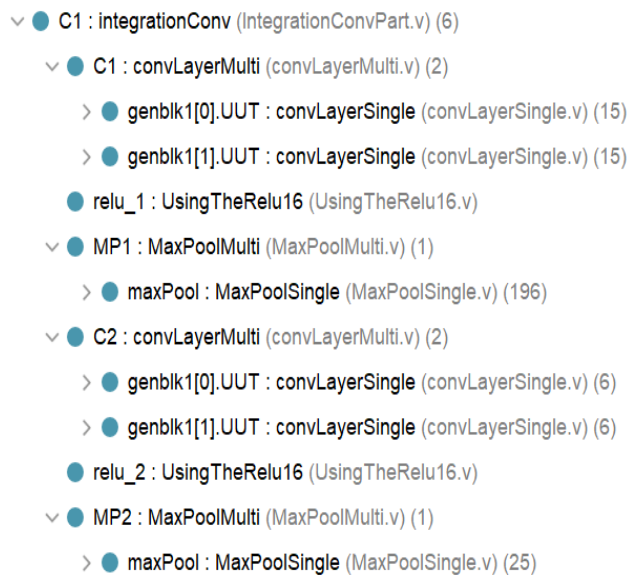 C1 : integrationConv (IntegrationConvPart.v) (6)
C1 : convLayerMulti (convLayerMulti.v) (2)
genblk1[0].UUT : convLayerSingle (convLayerSingle.v) (15)
genblk1[1].UUT : convLayerSingle (convLayerSingle.v) (15)
relu_1 : UsingTheRelu16 (UsingTheRelu16.v)
MP1 : MaxPoolMulti (MaxPoolMulti.v) (1)
maxPool : MaxPoolSingle (MaxPoolSingle.v) (196)
C2 : convLayerMulti (convLayerMulti.v) (2)
genblk1[0].UUT : convLayerSingle (convLayerSingle.v) (6)
genblk1[1].UUT : convLayerSingle (convLayerSingle.v) (6)
relu_2 : UsingTheRelu16 (UsingTheRelu16.v)
MP2 : MaxPoolMulti (MaxPoolMulti.v) (1)
maxPool : MaxPoolSingle (MaxPoolSingle.v) (25)